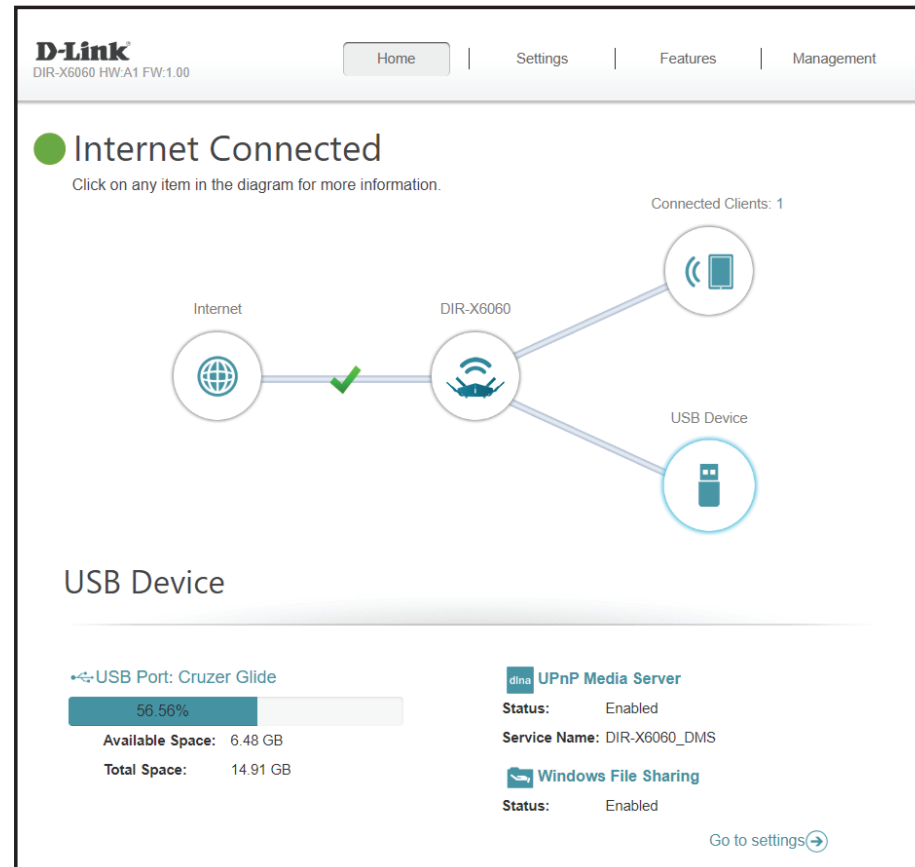 D-Link
DIR-X6060 HW:A1 FW:1.00
Home
Settings
Features
Management
Internet Connected
Click on any item in the diagram for more information.
Connected Clients: 1
Internet
DIR-X6060
USB Device
USB Device
USB Port: Cruzer Glide
56.56%
Available Space: 6.48 GB
Total Space: 14.91 GB
dlna UPnP Media Server
Status: Enabled
Service Name: DIR-X6060_DMS
Windows File Sharing
Status: Enabled
Go to settings